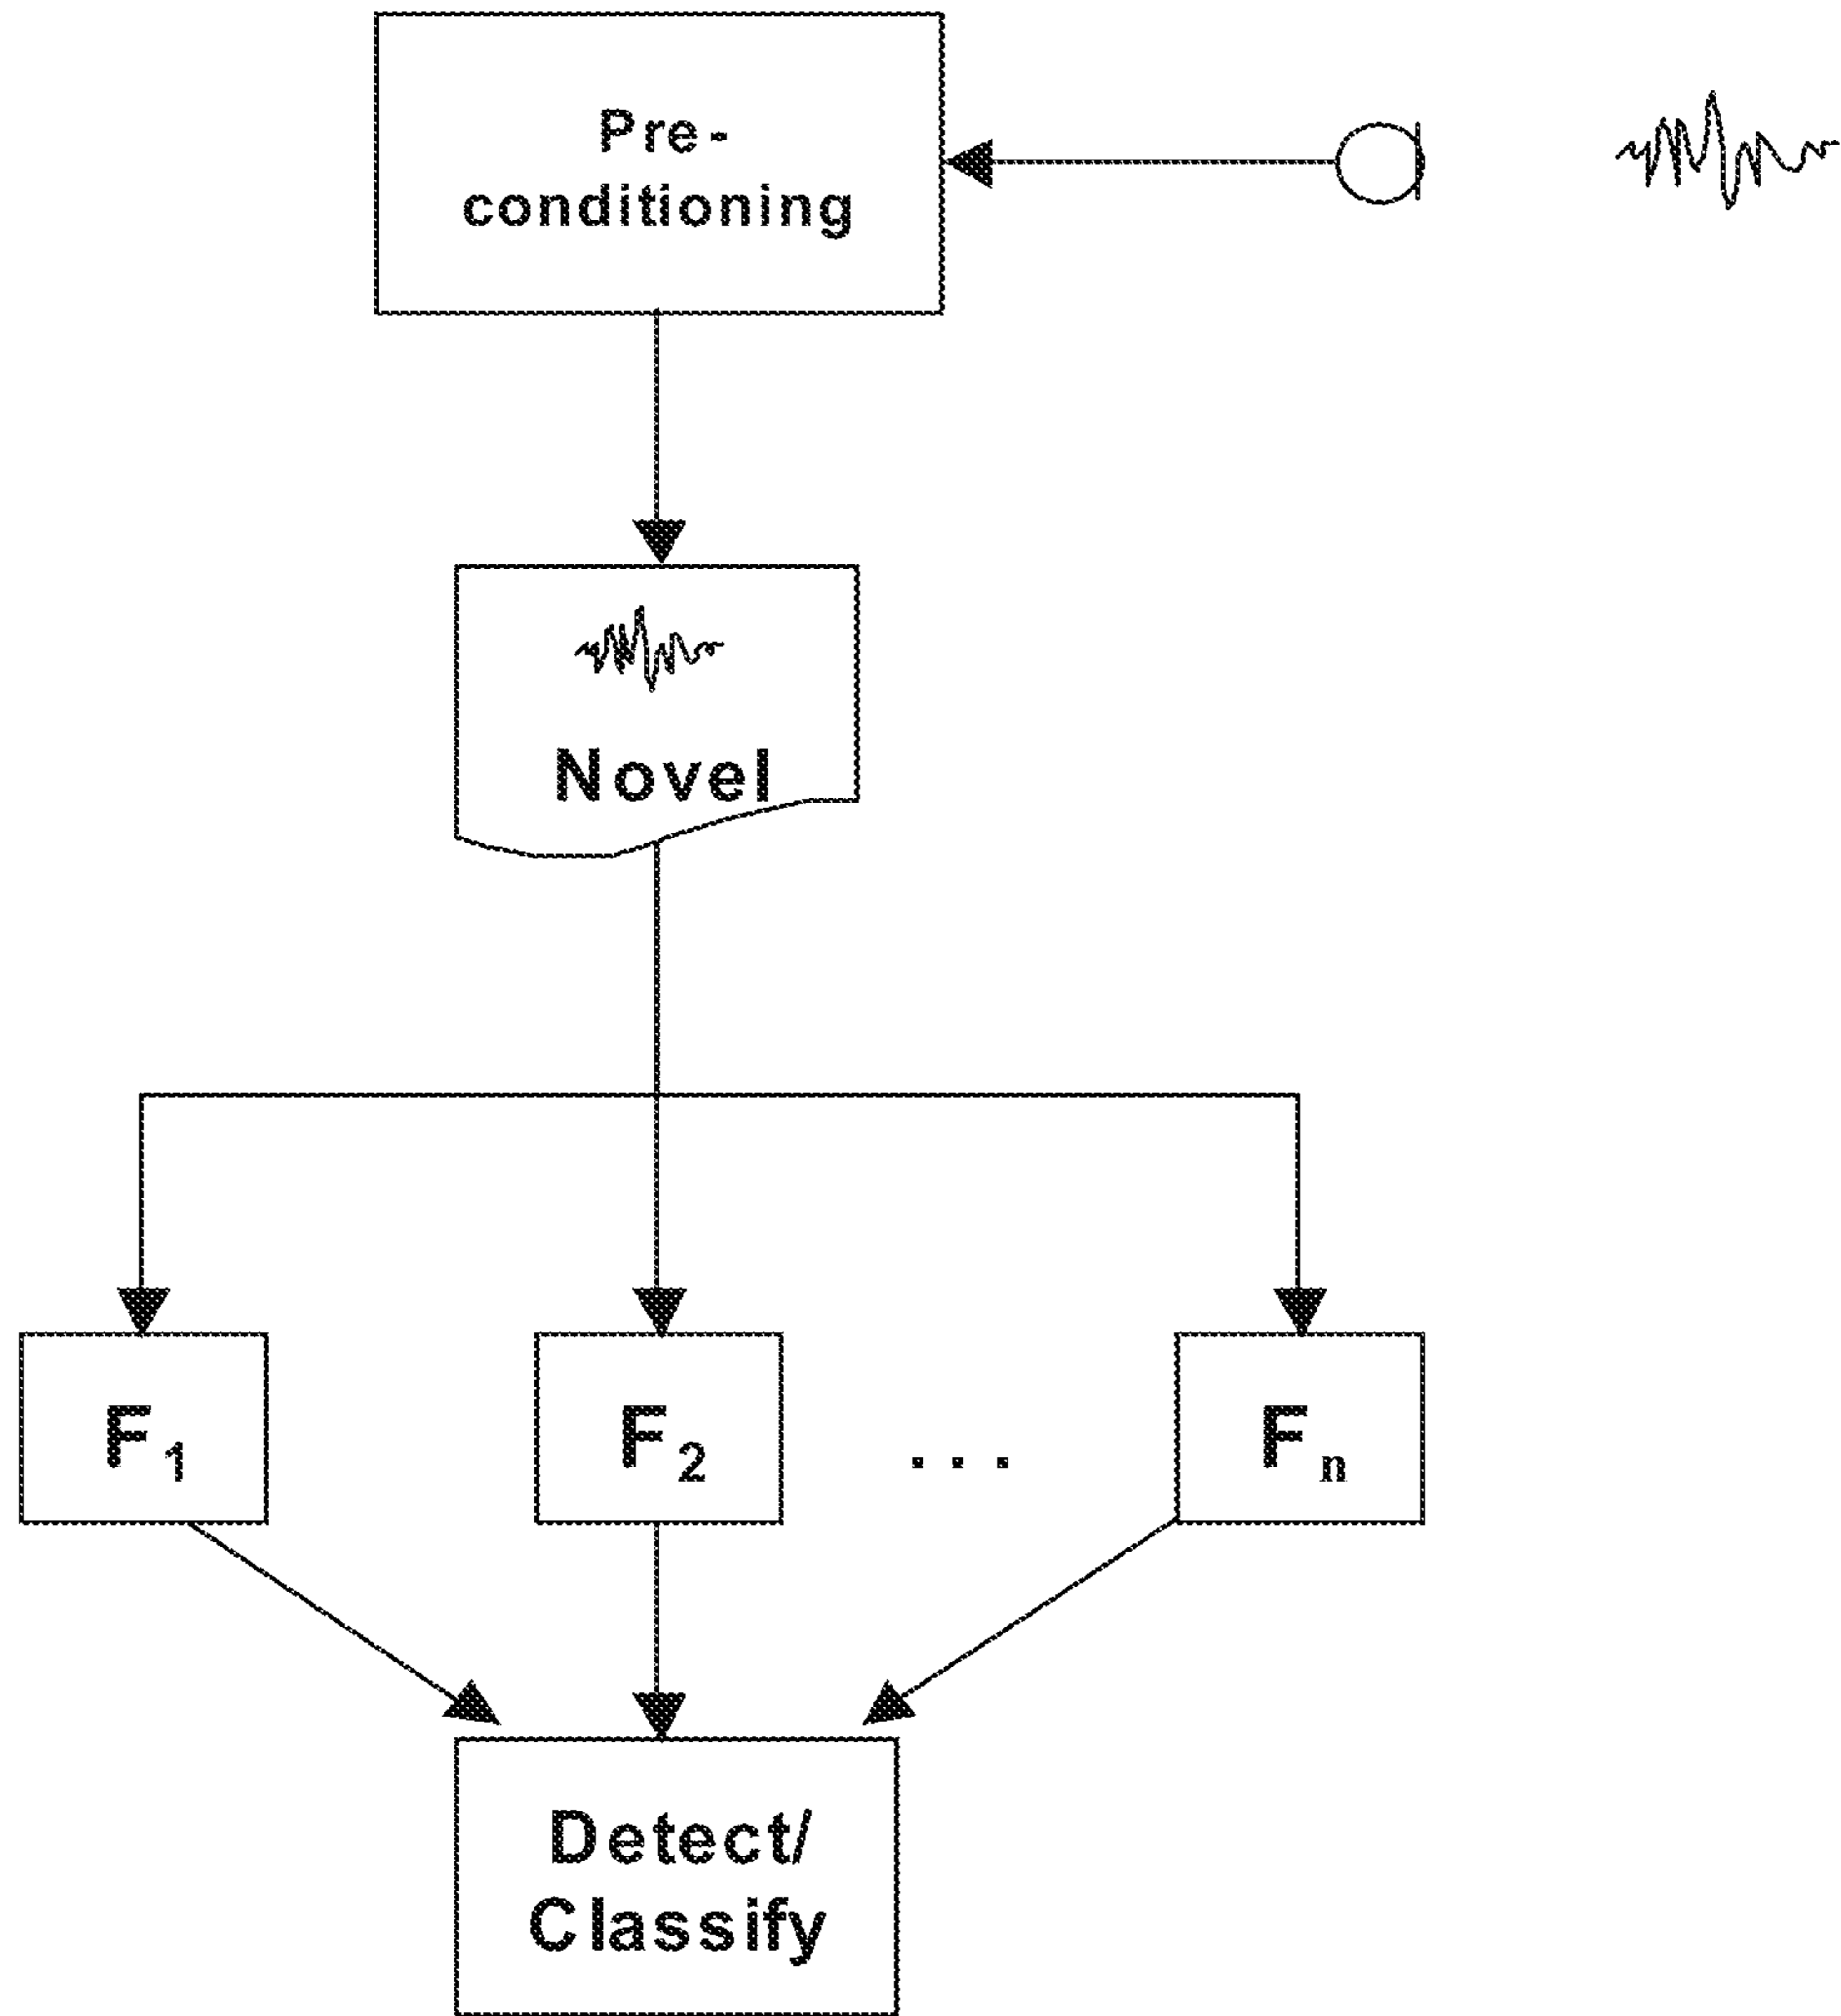 Pre-
conditioning
Novel
F1
F2
...
Fn
Detect/
Classify